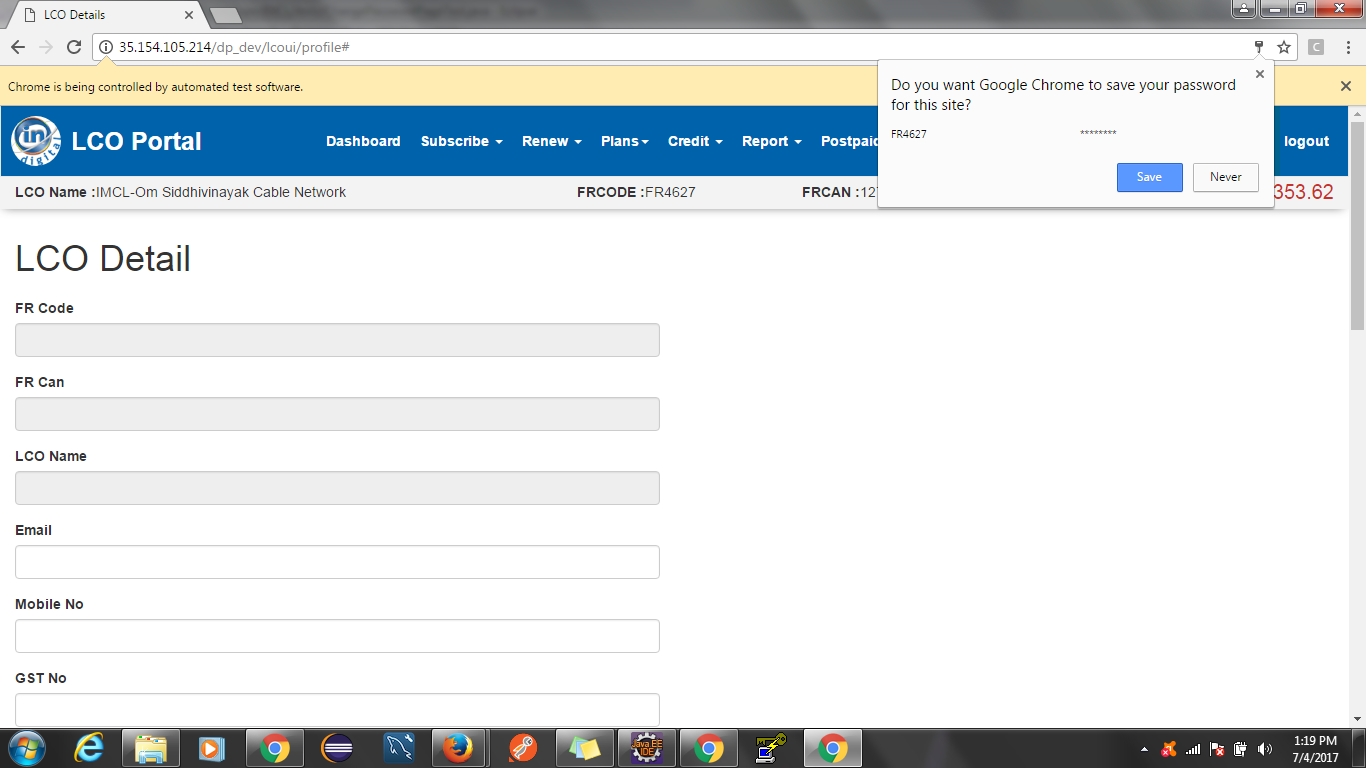 LCO Details
35.154.105.214/dp_dev/lcoui/profile#
C
Chrome is being controlled by automated test software.
Do you want Google Chrome to save your password
for this site?
FR4627 ********
Save Never
in
digital
LCO Portal Dashboard Subscribe Renew Plans Credit Report Postpaid logout
LCO Name :IMCL-Om Siddhivinayak Cable Network FRCODE :FR4627 FRCAN :127 353.62
LCO Detail
FR Code
FR Can
LCO Name
Email
Mobile No
GST No
Java EE
IDE
1:19 PM
7/4/2017